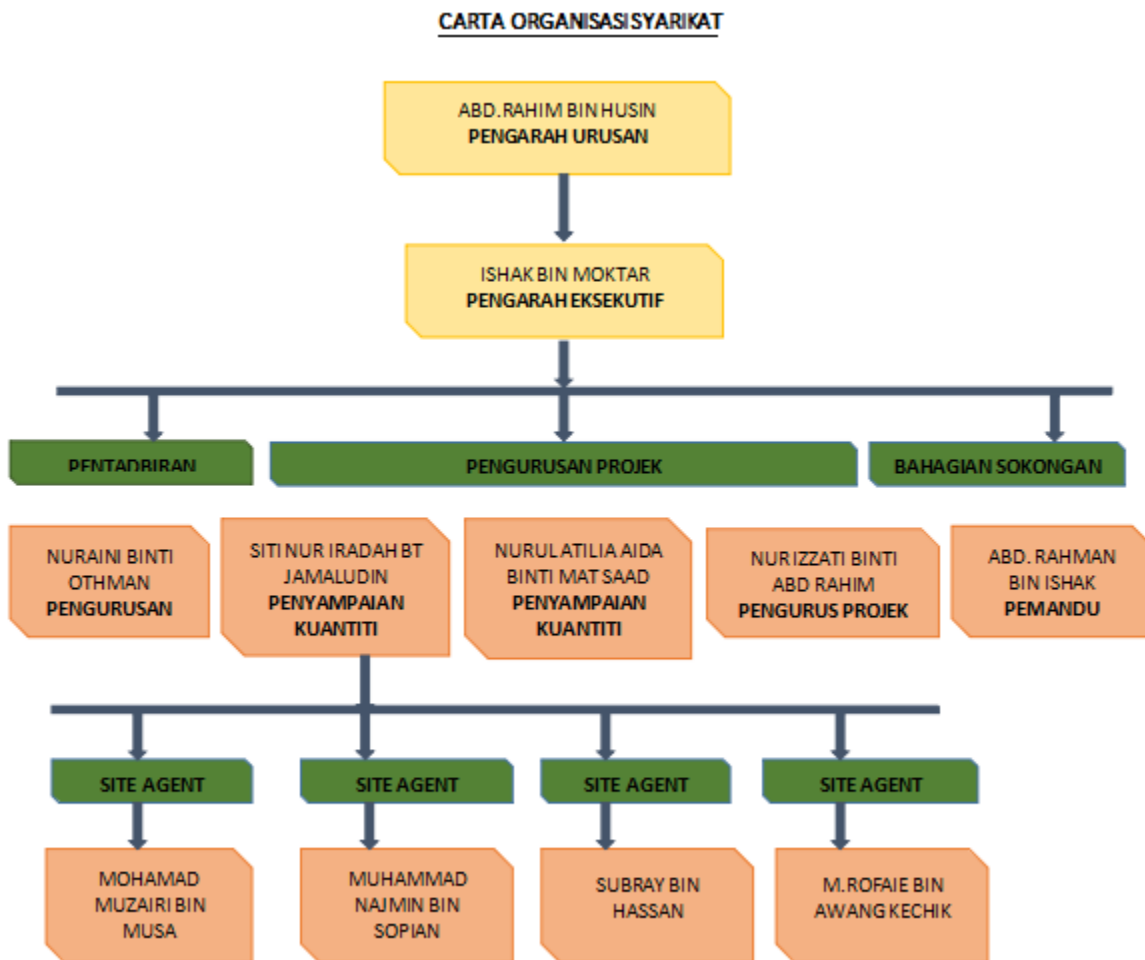 CARTA ORGANISASI SYARIKAT
ABD.RAHIM BIN HUSIN
PENGARAH URUSAN
ISHAK BIN MOKTAR
PENGARAH EKSEKUTIF
PENTADBIRAN
PENGURUSAN PROJEK
BAHAGIAN SOKONGAN
NURAINI BINTI
OTHMAN
PENGURUSAN
SITI NUR IRADAH BT
JAMALUDIN
PENYAMPAIAN
KUANTITI
NURUL ATILIA AIDA
BINTI MAT SAAD
PENYAMPAIAN
KUANTITI
NUR IZZATI BINTI
ABD RAHIM
PENGURUS PROJEK
ABD. RAHMAN
BIN ISHAK
PEMANDU
SITE AGENT
SITE AGENT
SITE AGENT
SITE AGENT
MOHAMAD
MUZAIRI BIN
MUSA
MUHAMMAD
NAJMIN BIN
SOPIAN
SUBRAY BIN
HASSAN
M.ROFAIE BIN
AWANG KECHIK